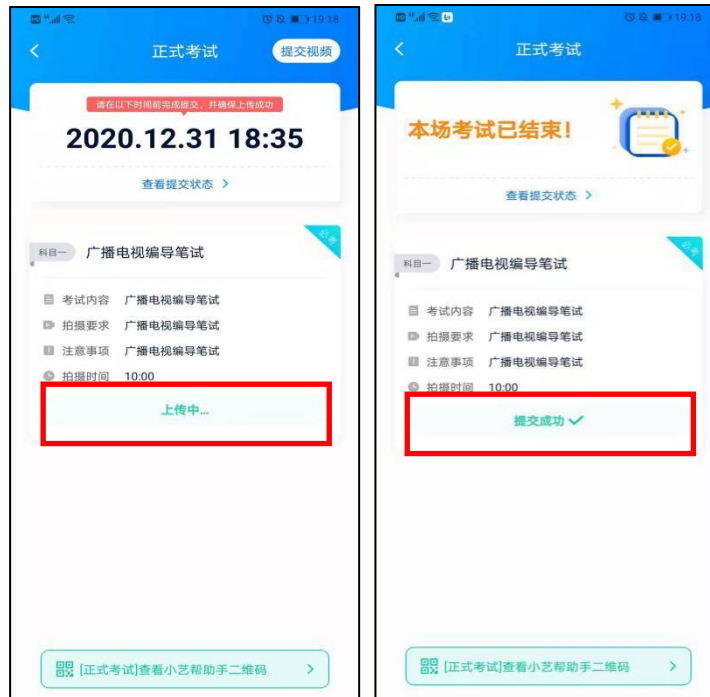 19:18
正式考试
提交视频
请在以下时间前完成提交，并确保上传成功
2020.12.31 18:35
查看提交状态 >
必考
科目一 广播电视编导笔试
考试内容 广播电视编导笔试
拍摄要求 广播电视编导笔试
注意事项 广播电视编导笔试
拍摄时间 10:00
上传中...
[正式考试]查看小艺帮助手二维码 >
19:18
正式考试
本场考试已结束！
查看提交状态 >
必考
科目一 广播电视编导笔试
考试内容 广播电视编导笔试
拍摄要求 广播电视编导笔试
注意事项 广播电视编导笔试
拍摄时间 10:00
提交成功
[正式考试]查看小艺帮助手二维码 >